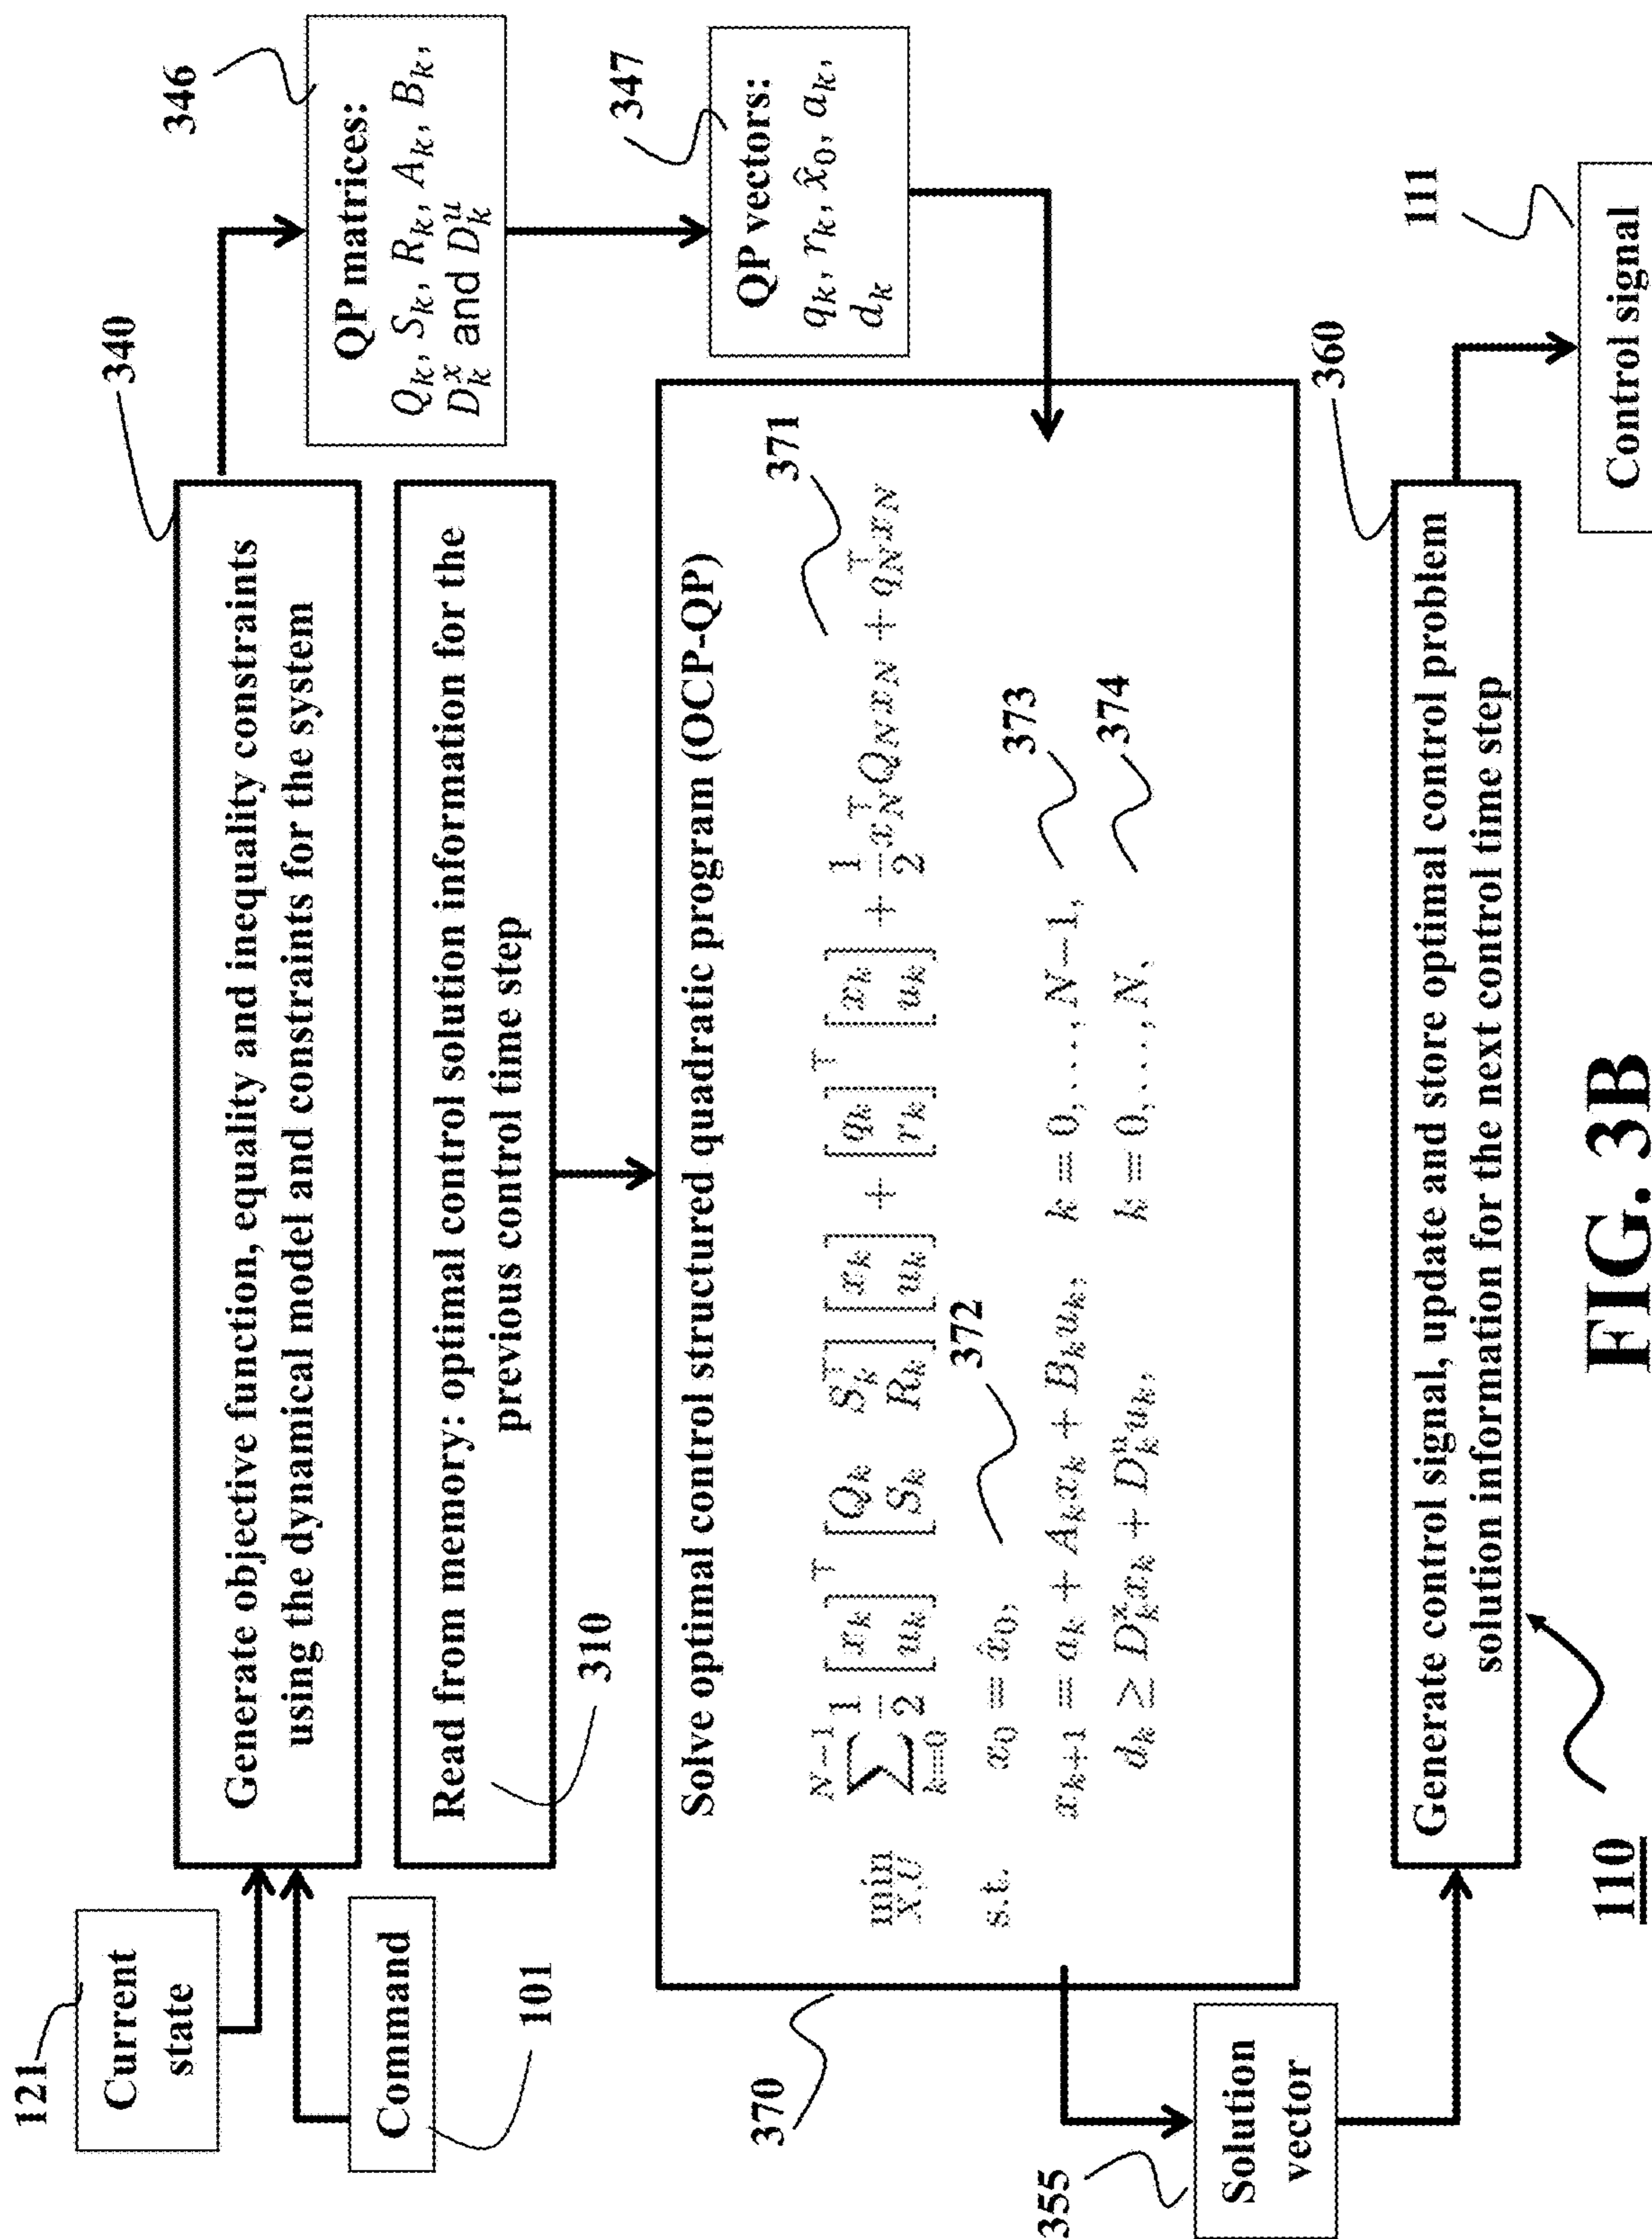 121
Current
state
Command
101
340
Generate objective function, equality and inequality constraints
using the dynamical model and constraints for the system
346
QP matrices:
Q_k, S_k, R_k, A_k, B_k,
D_k^x and D_k^u
Read from memory: optimal control solution information for the
previous control time step
310
347
QP vectors:
q_k, r_k, x̂_0, a_k,
d_k
370
Solve optimal control structured quadratic program (OCP-QP)
371
min_{X,U} ∑_{k=0}^{N−1} 1/2 [x_k u_k]^⊤ [Q_k S_k^⊤ S_k R_k] [x_k u_k] + [q_k r_k]^⊤ [x_k u_k] + 1/2 x_N^⊤ Q_N x_N + q_N^⊤ x_N
372
s.t. x_0 = x̂_0,
373
x_{k+1} = a_k + A_k x_k + B_k u_k, k = 0,…,N−1,
374
d_k ≥ D_k^x x_k + D_k^u u_k, k = 0,…,N,
355
Solution
vector
360
Generate control signal, update and store optimal control problem
solution information for the next control time step
111
Control signal
110
FIG. 3B